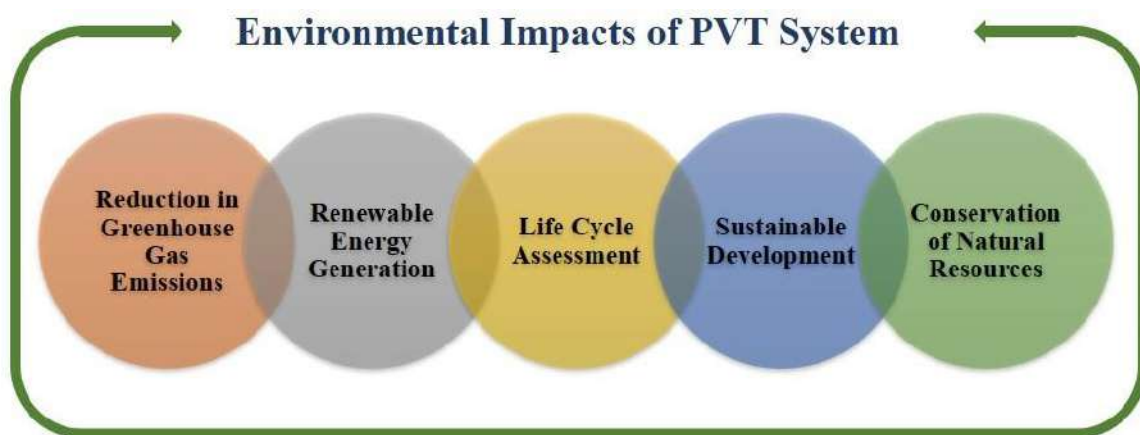 Environmental Impacts of PVT System
Reduction in
Greenhouse
Gas
Emissions
Renewable
Energy
Generation
Life Cycle
Assessment
Sustainable
Development
Conservation
of Natural
Resources